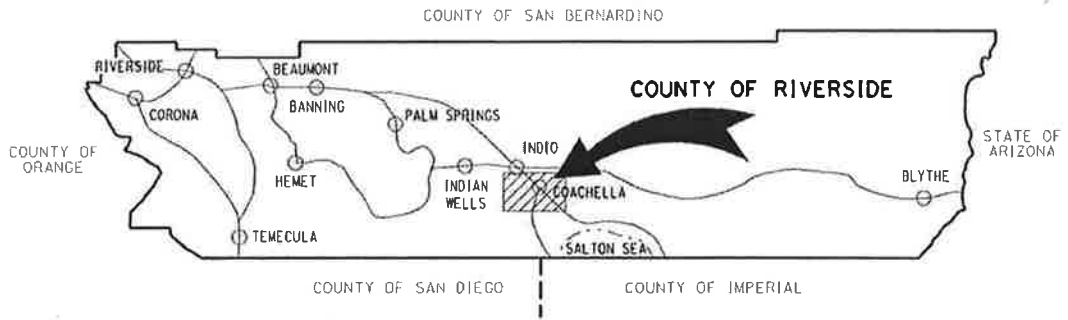 COUNTY OF SAN BERNARDINO
RIVERSIDE
BEAUMONT
COUNTY OF RIVERSIDE
CORONA
BANNING
PALM SPRINGS
COUNTY OF
ORANGE
STATE OF
ARIZONA
INDIO
HEMET
INDIAN
WELLS
COACHELLA
BLYTHE
TEMECULA
SALTON SEA
COUNTY OF SAN DIEGO
COUNTY OF IMPERIAL